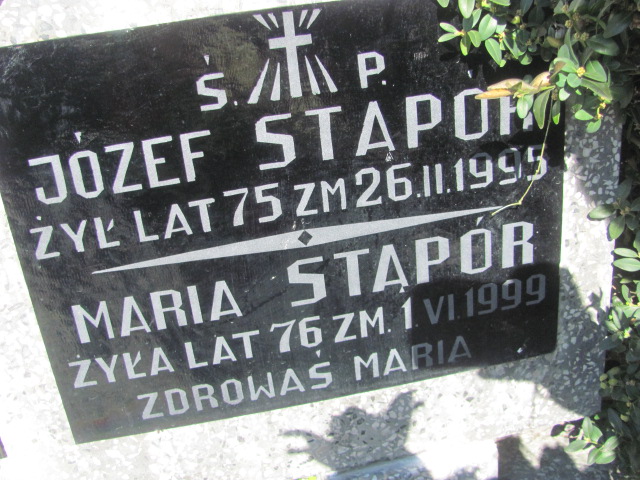 Ś. P.
JÓZEF STĄPÓR
ŻYŁ LAT 75 ZM 26.II.1995
MARIA STĄPÓR
ŻYŁA LAT 76 ZM. 1.VI.1999
ZDROWAŚ MARIA